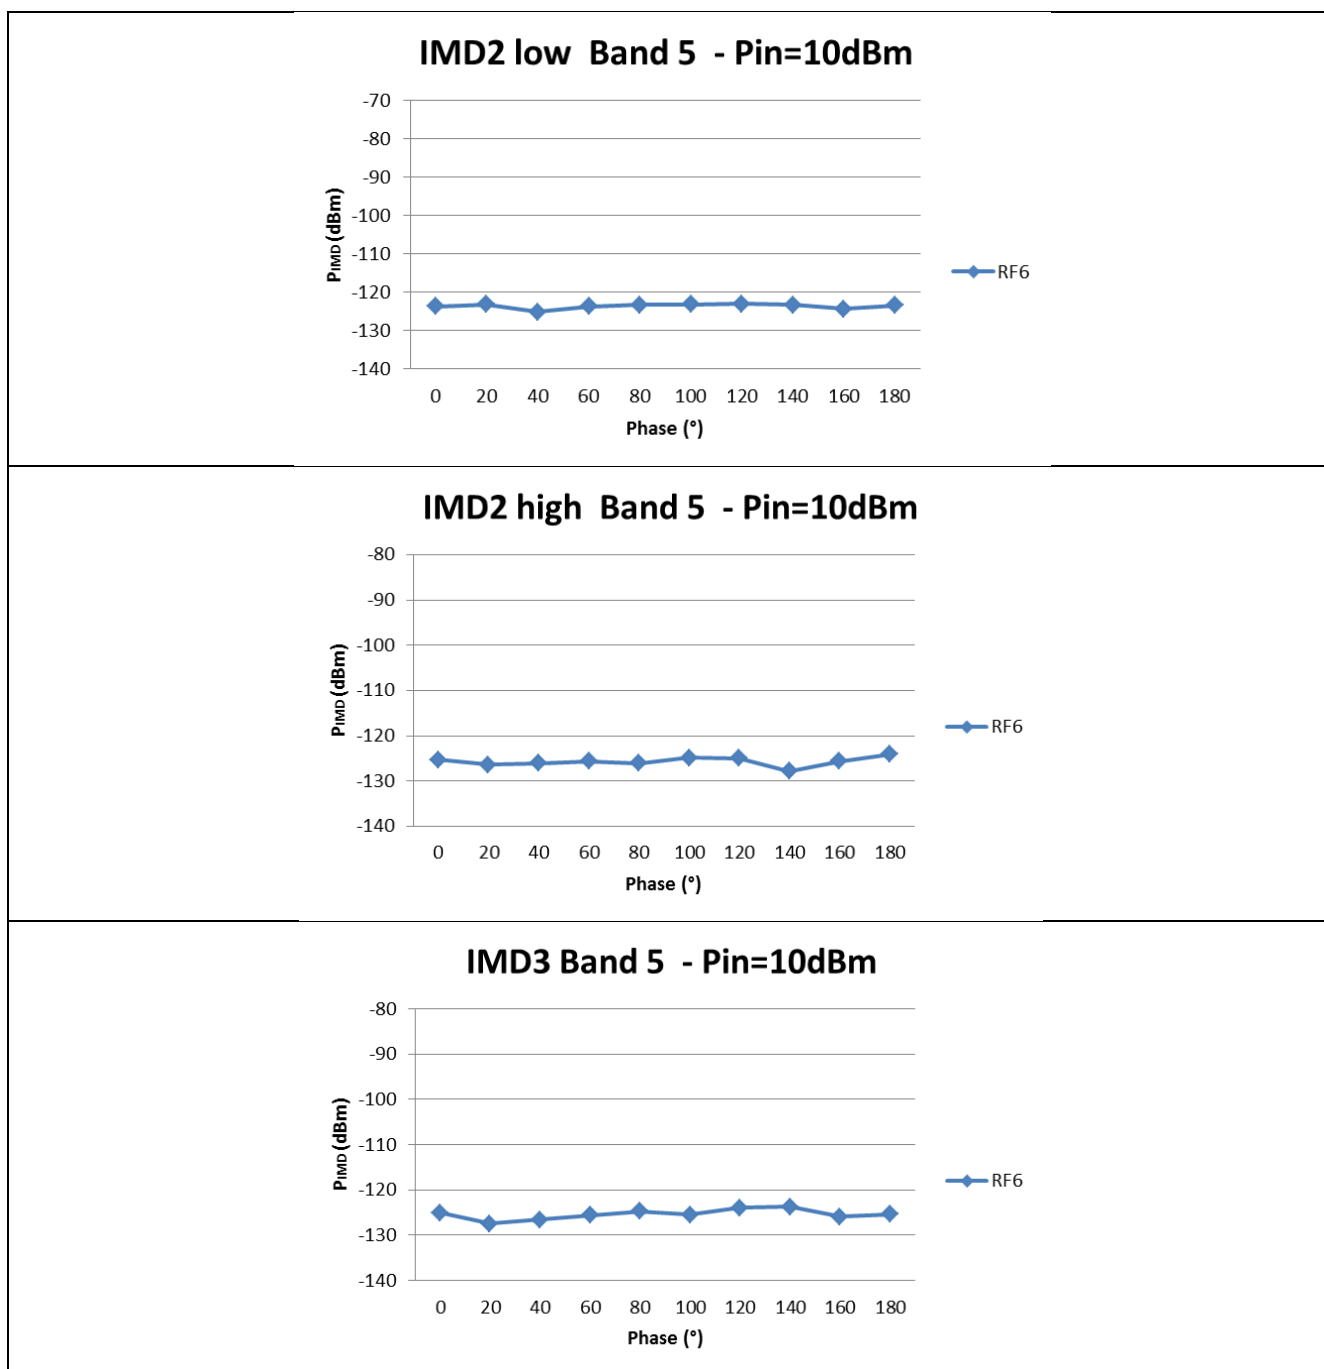 IMD2 low  Band 5  - Pin=10dBm
-70
-80
-90
-100
-110
-120
-130
-140
PIMD (dBm)
0 20 40 60 80 100 120 140 160 180
Phase (°)
RF6
IMD2 high  Band 5  - Pin=10dBm
-80
-90
-100
-110
-120
-130
-140
PIMD (dBm)
0 20 40 60 80 100 120 140 160 180
Phase (°)
RF6
IMD3 Band 5  - Pin=10dBm
-80
-90
-100
-110
-120
-130
-140
PIMD (dBm)
0 20 40 60 80 100 120 140 160 180
Phase (°)
RF6